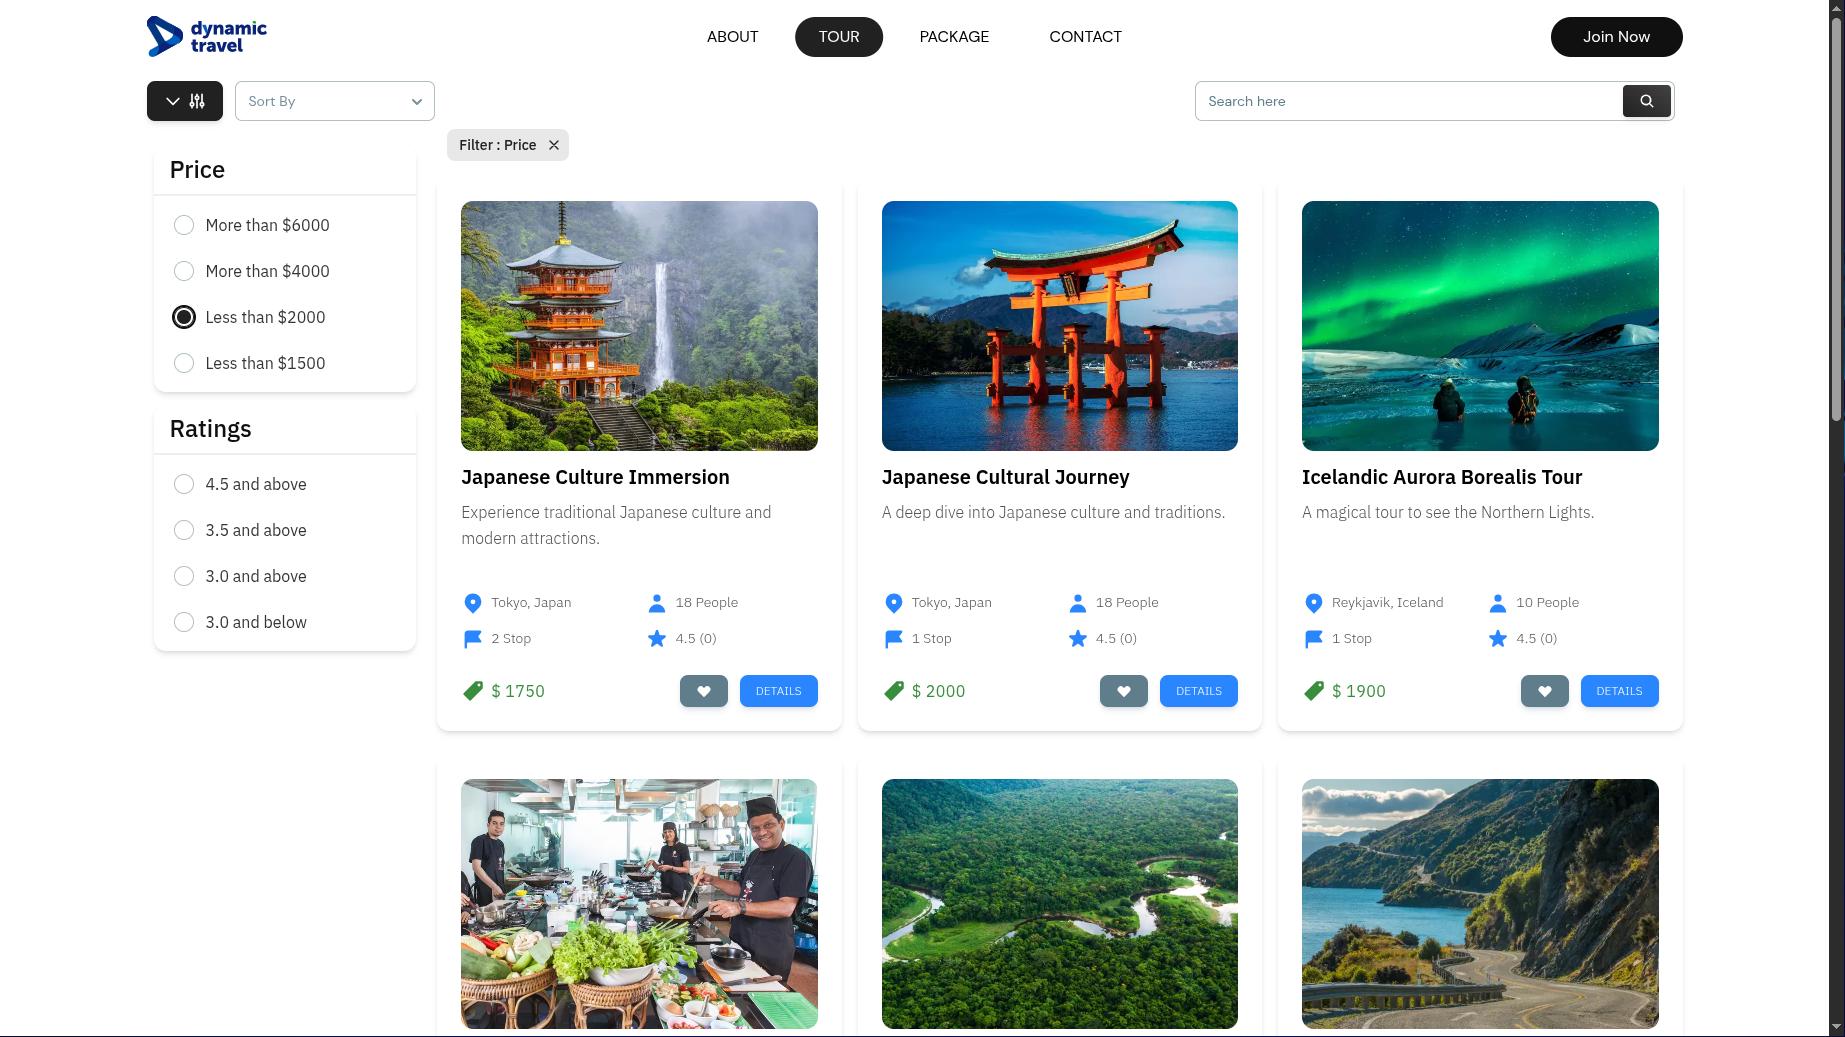 dynamic
travel
ABOUT
TOUR
PACKAGE
CONTACT
Join Now
Sort By
Search here
Filter : Price
Price
More than $6000
More than $4000
Less than $2000
Less than $1500
Ratings
4.5 and above
3.5 and above
3.0 and above
3.0 and below
Japanese Culture Immersion
Experience traditional Japanese culture and
modern attractions.
Tokyo, Japan
18 People
2 Stop
4.5 (0)
$ 1750
DETAILS
Japanese Cultural Journey
A deep dive into Japanese culture and traditions.
Tokyo, Japan
18 People
1 Stop
4.5 (0)
$ 2000
DETAILS
Icelandic Aurora Borealis Tour
A magical tour to see the Northern Lights.
Reykjavik, Iceland
10 People
1 Stop
4.5 (0)
$ 1900
DETAILS